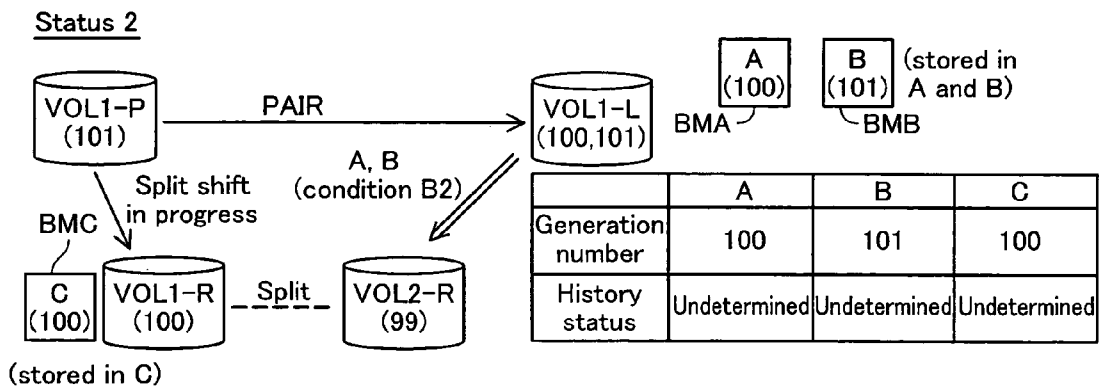 Status 2
VOL1-P
(101)
PAIR
VOL1-L
(100,101)
A
(100)
B
(101)
(stored in
A and B)
BMA
BMB
Split shift
in progress
A, B
(condition B2)
BMC
C
(100)
VOL1-R
(100)
Split
VOL2-R
(99)
(stored in C)
A B C
Generation
number 100 101 100
History
status Undetermined Undetermined Undetermined